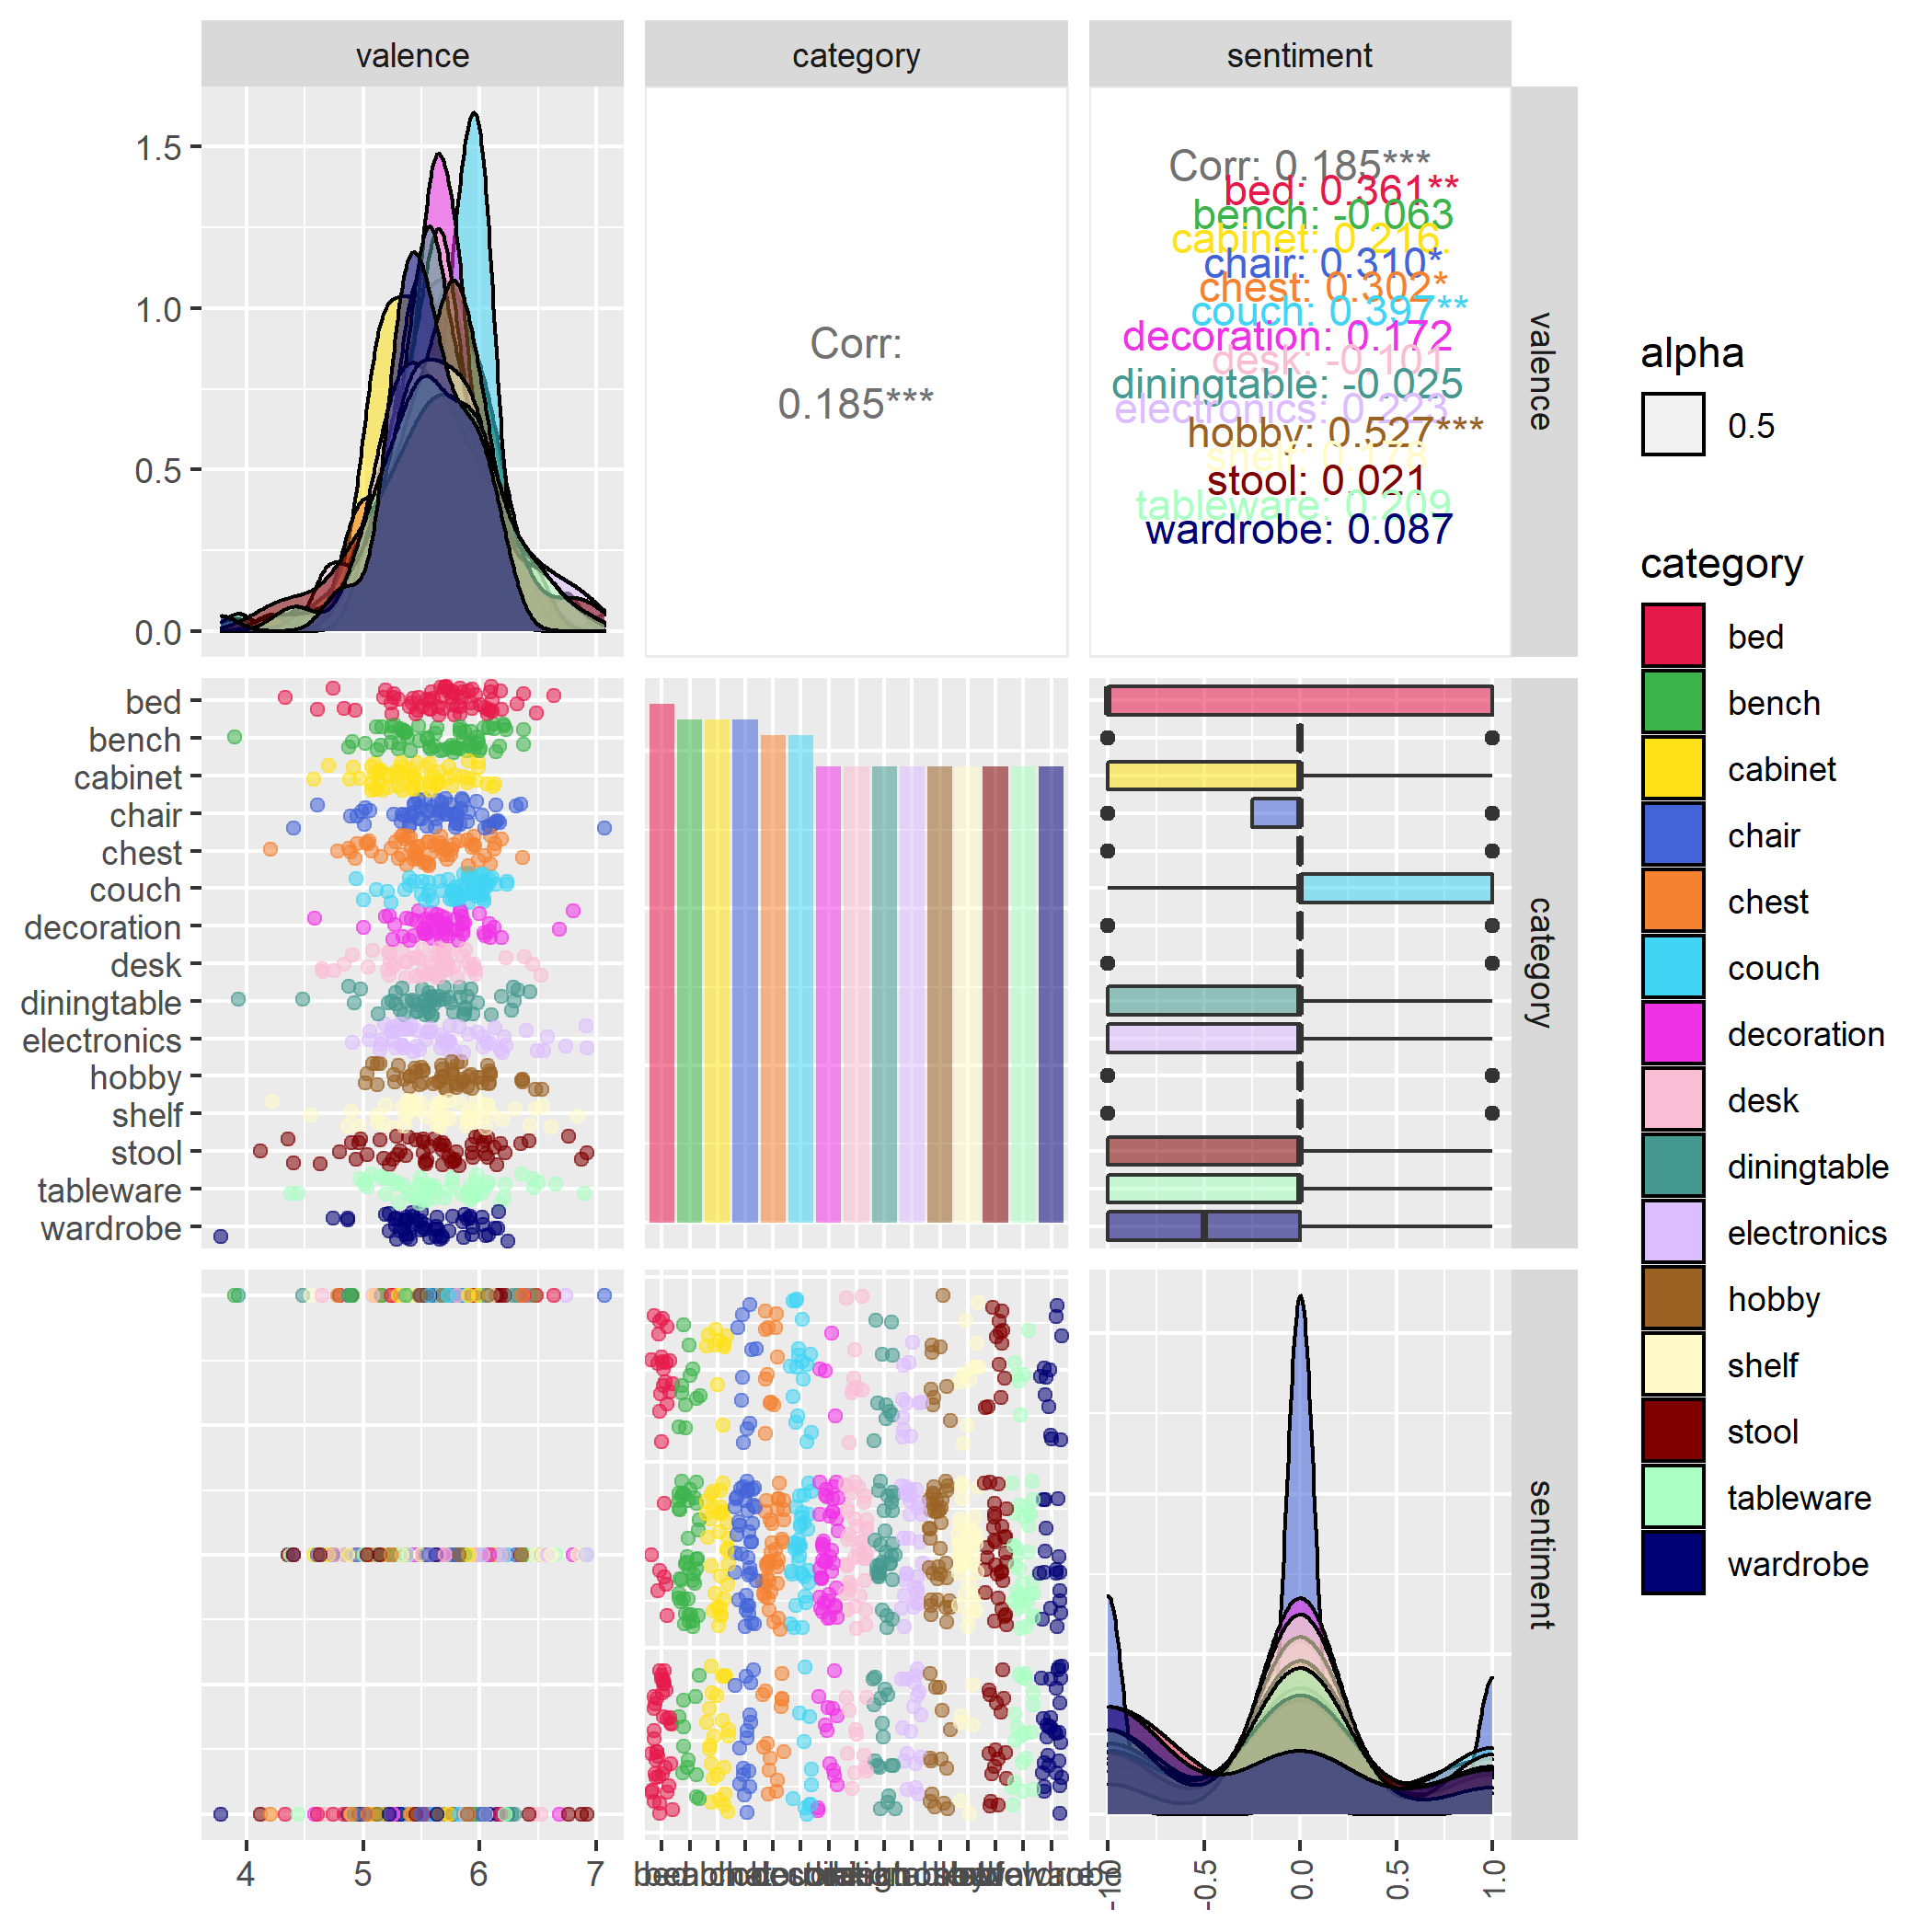 valence
category
sentiment
1.5
1.0
0.5
0.0
Corr:
0.185***
Corr: 0.185***
bed: 0.361**
bench: -0.063
cabinet: 0.216.
chair: 0.310*
chest: 0.302*
couch: 0.397**
decoration: 0.172
desk: -0.101
diningtable: -0.025
electronics: 0.223
hobby: 0.527***
shelf: 0.178
stool: 0.021
tableware: 0.209
wardrobe: 0.087
valence
bed
bench
cabinet
chair
chest
couch
decoration
desk
diningtable
electronics
hobby
shelf
stool
tableware
wardrobe
category
sentiment
4
5
6
7
-1.0
-0.5
0.0
0.5
1.0
alpha
0.5
category
bed
bench
cabinet
chair
chest
couch
decoration
desk
diningtable
electronics
hobby
shelf
stool
tableware
wardrobe